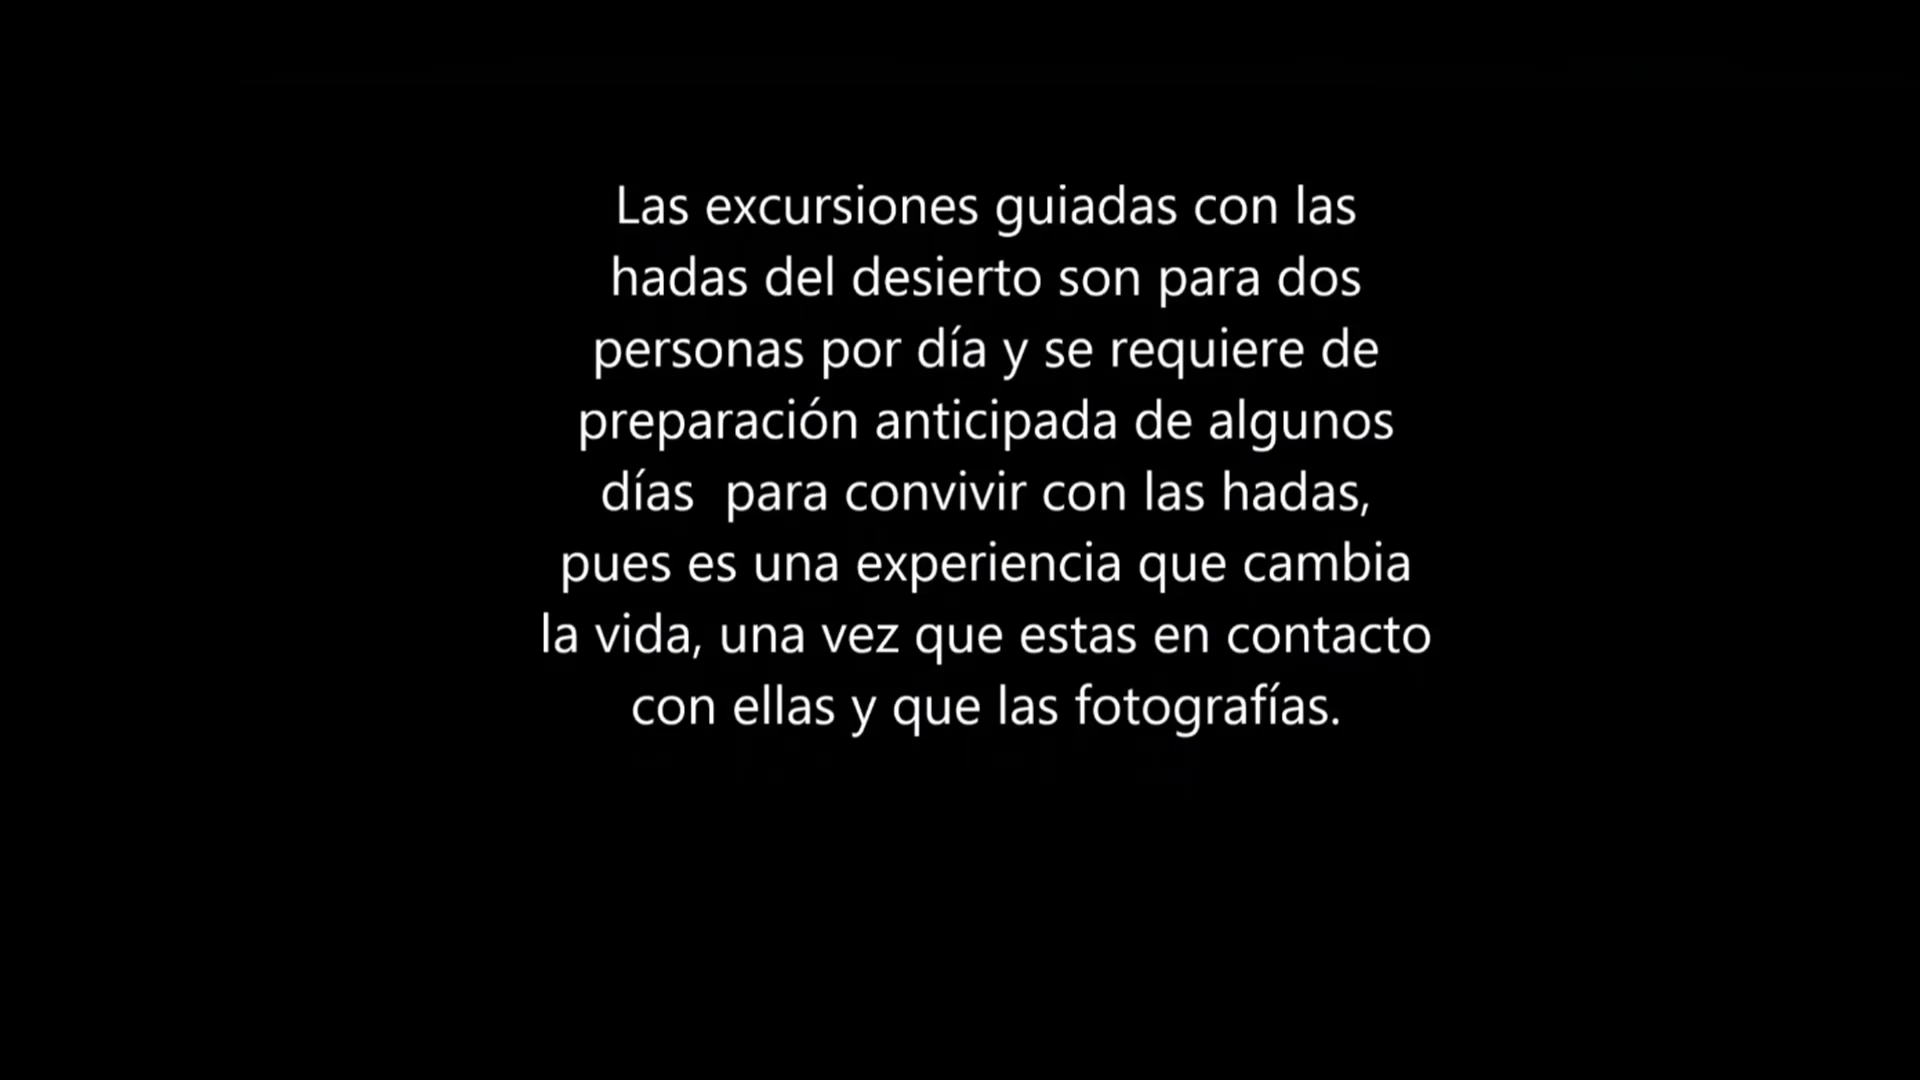 Las excursiones guiadas con las
hadas del desierto son para dos
personas por día y se requiere de
preparación anticipada de algunos
días  para convivir con las hadas,
pues es una experiencia que cambia
la vida, una vez que estas en contacto
con ellas y que las fotografías.